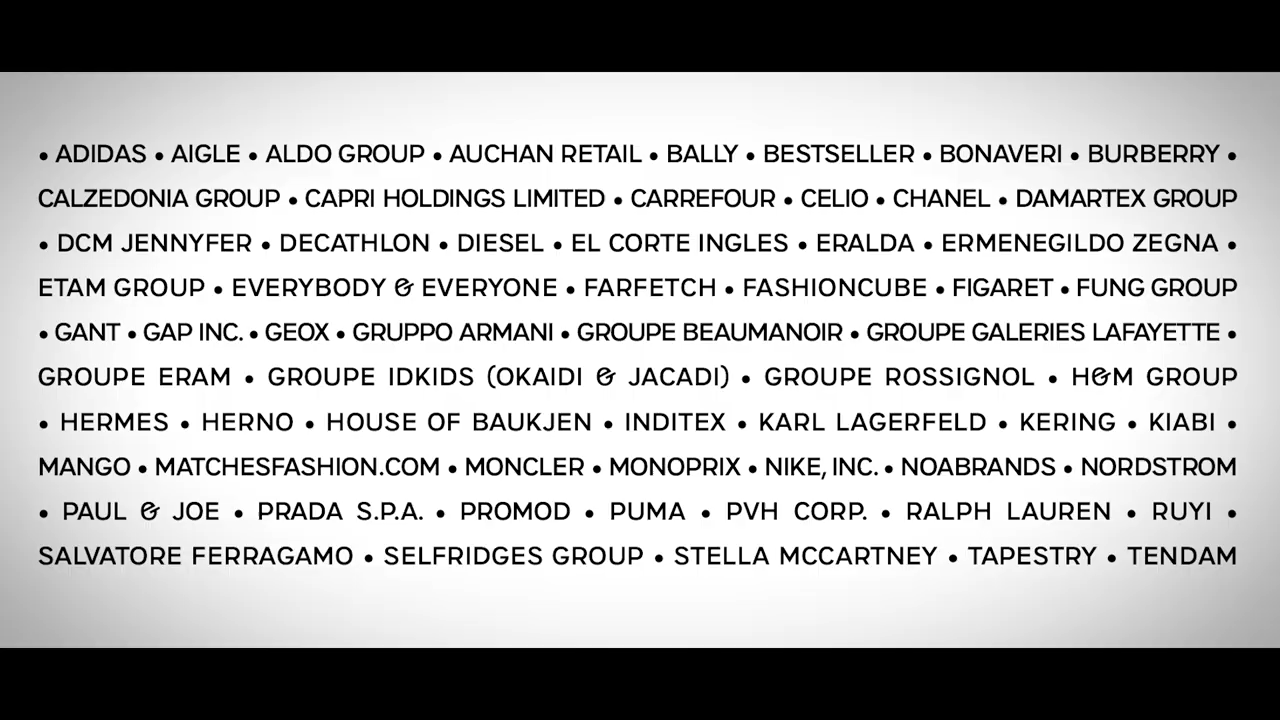 • ADIDAS • AIGLE • ALDO GROUP • AUCHAN RETAIL • BALLY • BESTSELLER • BONAVERI • BURBERRY •
CALZEDONIA GROUP • CAPRI HOLDINGS LIMITED • CARREFOUR • CELIO • CHANEL • DAMARTEX GROUP
• DCM JENNYFER • DECATHLON • DIESEL • EL CORTE INGLES • ERALDA • ERMENEGILDO ZEGNA •
ETAM GROUP • EVERYBODY & EVERYONE • FARFETCH • FASHIONCUBE • FIGARET • FUNG GROUP
• GANT • GAP INC. • GEOX • GRUPPO ARMANI • GROUPE BEAUMANOIR • GROUPE GALERIES LAFAYETTE •
GROUPE ERAM • GROUPE IDKIDS (OKAIDI & JACADI) • GROUPE ROSSIGNOL • H&M GROUP
• HERMES • HERNO • HOUSE OF BAUKJEN • INDITEX • KARL LAGERFELD • KERING • KIABI •
MANGO • MATCHESFASHION.COM • MONCLER • MONOPRIX • NIKE, INC. • NOABRANDS • NORDSTROM
• PAUL & JOE • PRADA S.P.A. • PROMOD • PUMA • PVH CORP. • RALPH LAUREN • RUYI •
SALVATORE FERRAGAMO • SELFRIDGES GROUP • STELLA MCCARTNEY • TAPESTRY • TENDAM